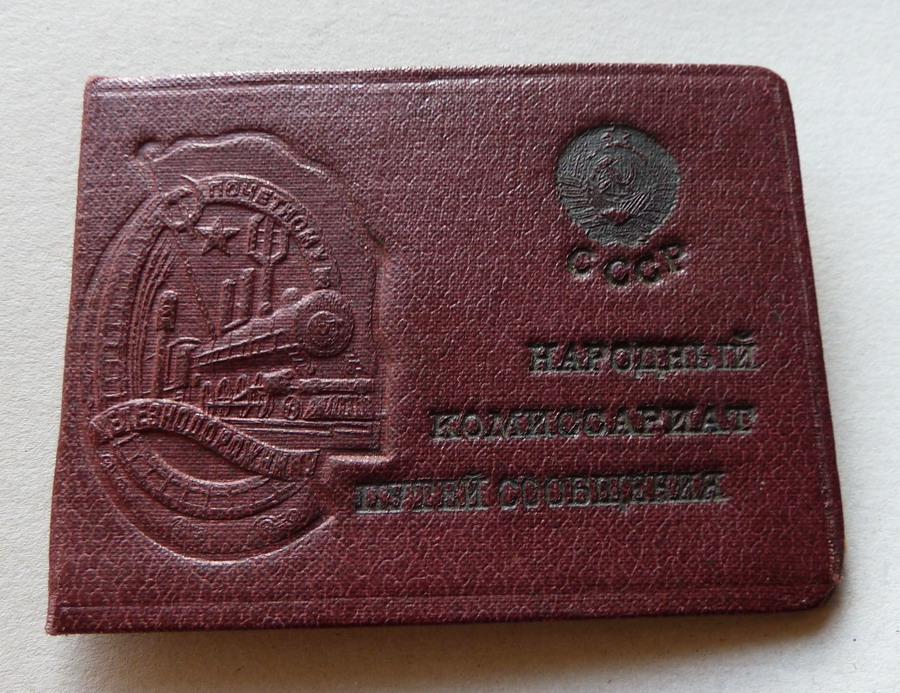 ПОЧЕТНОМУ
ЖЕЛЕЗНОДОРОЖНИКУ
СССР
НАРОДНЫЙ
КОМИССАРИАТ
ПУТЕЙ СООБЩЕНИЯ